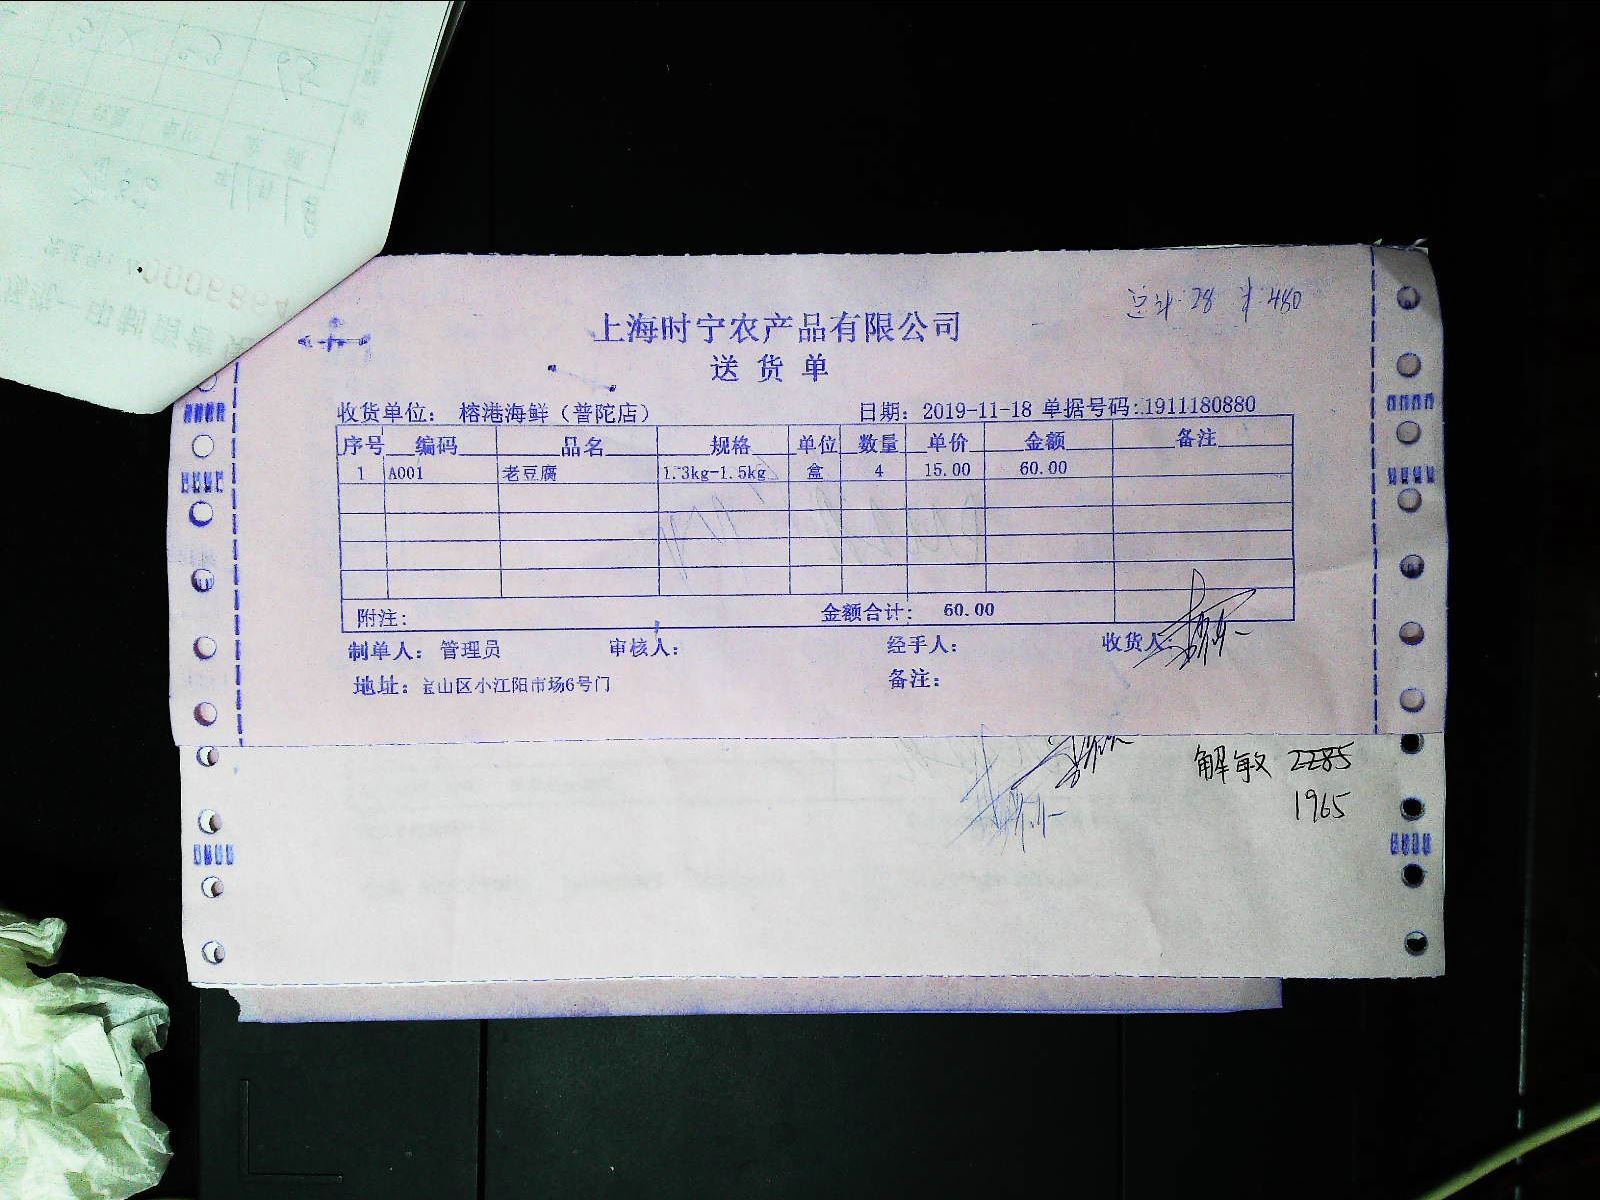 总计:28 半:480
上海时宁农产品有限公司
送 货 单
收货单位: 榕港海鲜（普陀店） 日期: 2019-11-18 单据号码:1911180880
序号 编码 品名 规格 单位 数量 单价 金额 备注
1 A001 老豆腐 1.3kg-1.5kg 盒 4 15.00 60.00
附注: 金额合计: 60.00
制单人: 管理员 审核人: 经手人: 收货人:
地址: 宝山区小江阳市场6号门 备注:
解敏 2285
1965